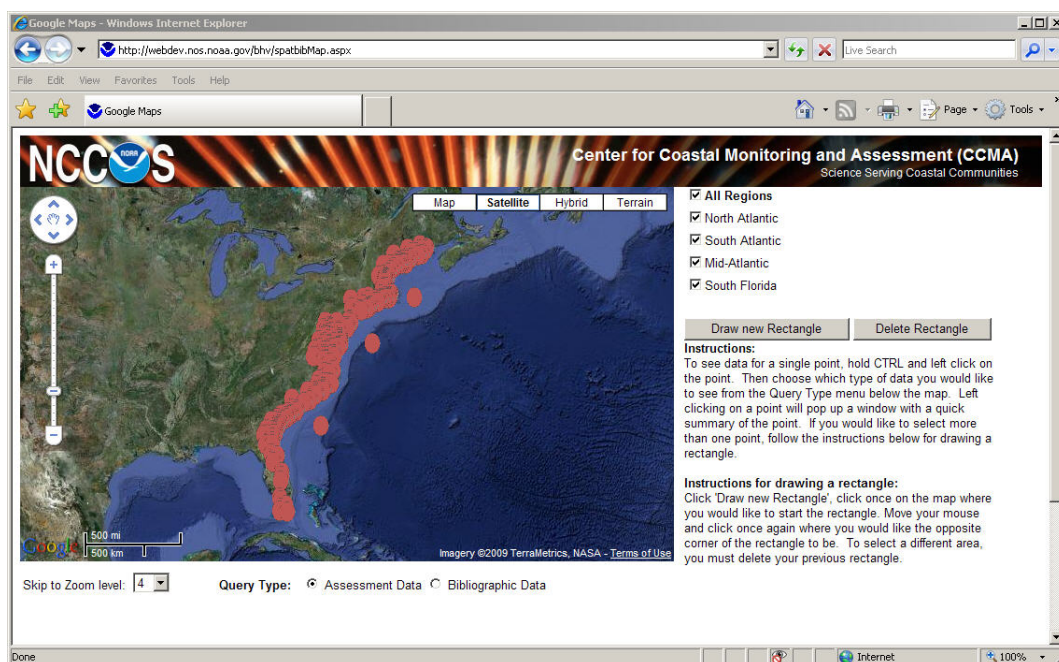 Google Maps - Windows Internet Explorer
http://webdev.nos.noaa.gov/bhv/spatbibMap.aspx
Live Search
File Edit View Favorites Tools Help
Google Maps
Page Tools
NCCOS
NOAA
Center for Coastal Monitoring and Assessment (CCMA)
Science Serving Coastal Communities
Map Satellite Hybrid Terrain
All Regions
North Atlantic
South Atlantic
Mid-Atlantic
South Florida
Draw new Rectangle Delete Rectangle
Instructions:
To see data for a single point, hold CTRL and left click on
the point. Then choose which type of data you would like
to see from the Query Type menu below the map. Left
clicking on a point will pop up a window with a quick
summary of the point. If you would like to select more
than one point, follow the instructions below for drawing a
rectangle.
Instructions for drawing a rectangle:
Click 'Draw new Rectangle', click once on the map where
you would like to start the rectangle. Move your mouse
and click once again where you would like the opposite
corner of the rectangle to be. To select a different area,
you must delete your previous rectangle.
500 mi
500 km
Google
Imagery ©2009 TerraMetrics, NASA - Terms of Use
Skip to Zoom level: 4 Query Type: Assessment Data Bibliographic Data
Done Internet 100%